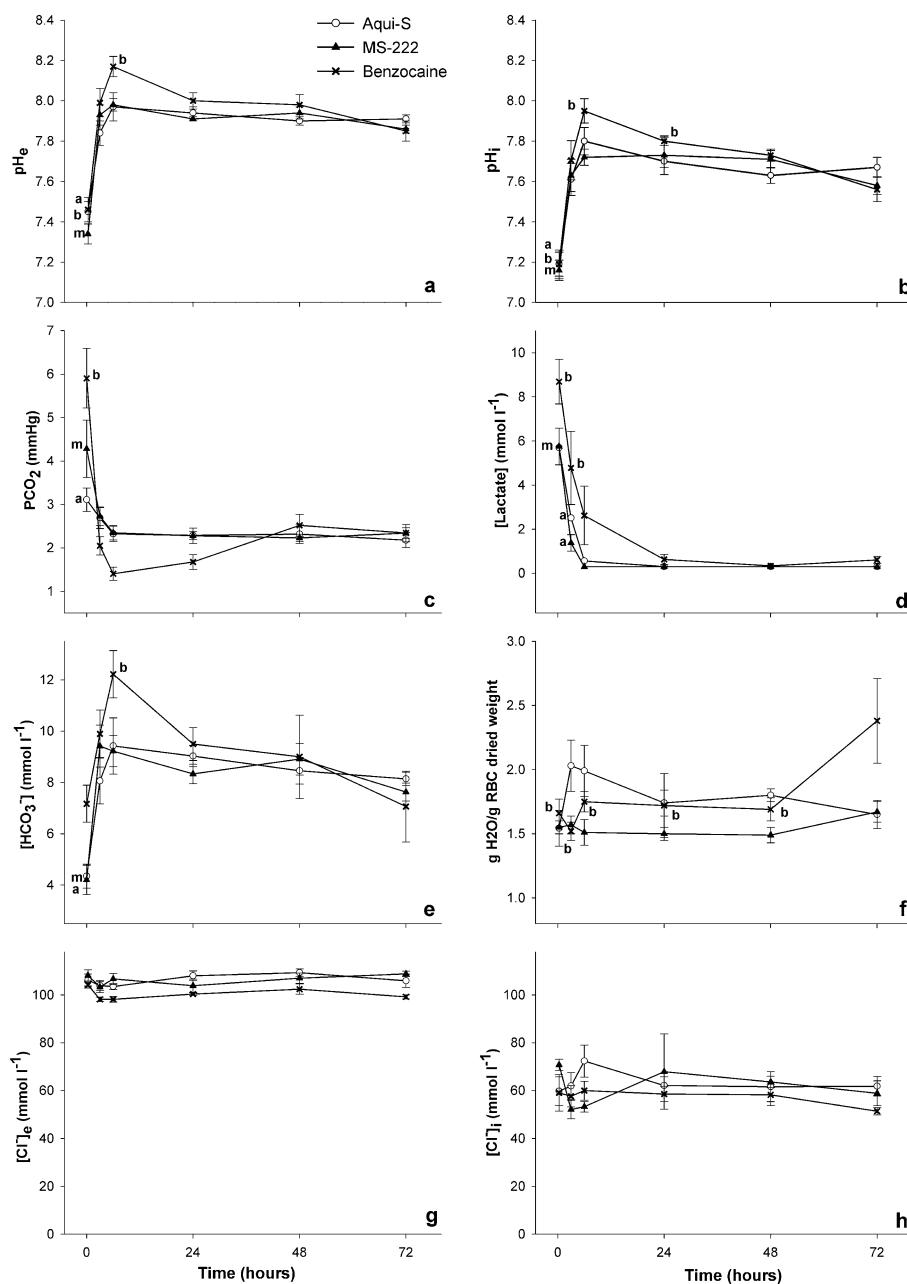 Aqui-S
MS-222
Benzocaine
8.4
8.2
8.0
7.8
7.6
7.4
7.2
7.0
pHe
b
a
b
m
a
8.4
8.2
8.0
7.8
7.6
7.4
7.2
7.0
pHi
b
b
a
b
m
b
7
6
5
4
3
2
1
PCO2 (mmHg)
b
m
a
c
10
8
6
4
2
0
[Lactate] (mmol l-1)
b
m
b
a
a
d
12
10
8
6
4
[HCO3-] (mmol l-1)
b
m
a
e
3.0
2.5
2.0
1.5
1.0
g H2O/g RBC dried weight
b
b
b
b
b
f
100
80
60
40
20
0
[Cl-]e (mmol l-1)
g
0 24 48 72
Time (hours)
100
80
60
40
20
0
[Cl-]i (mmol l-1)
h
0 24 48 72
Time (hours)